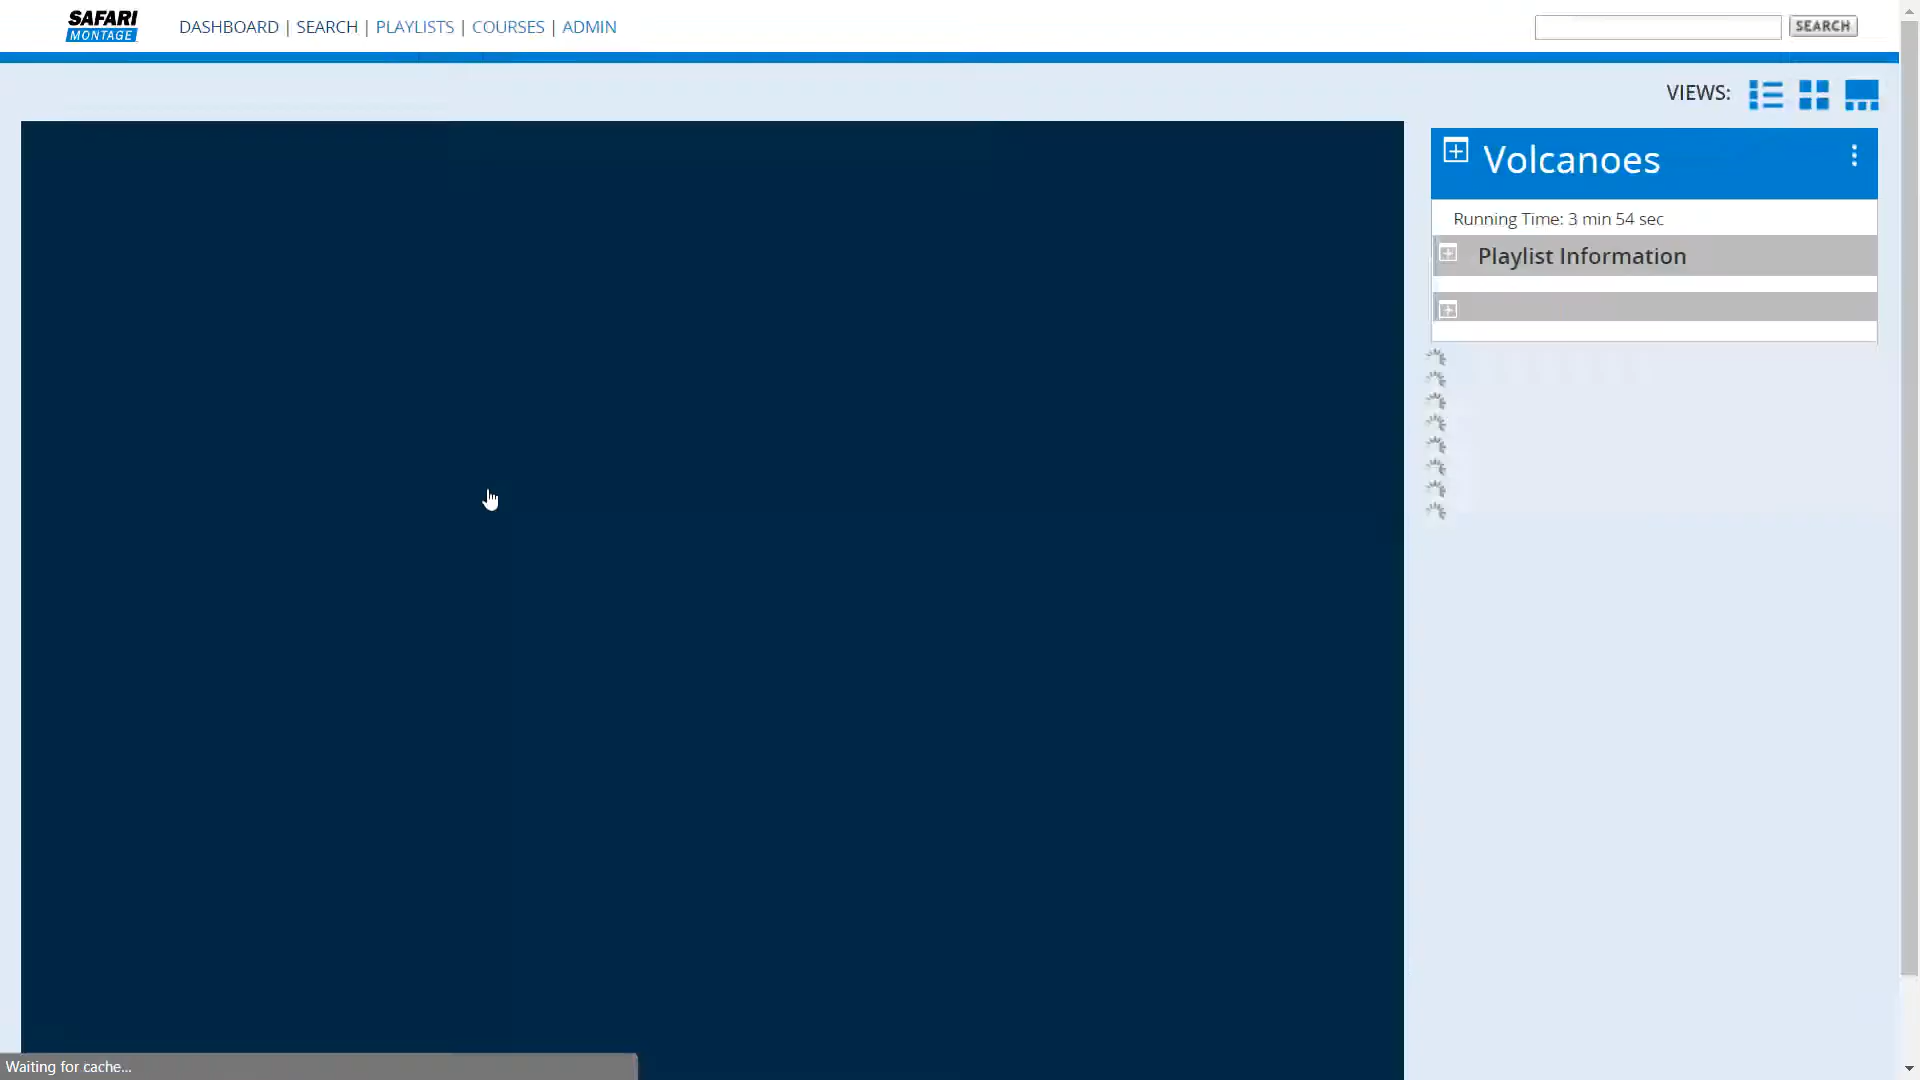 SAFARI
MONTAGE
DASHBOARD | SEARCH | PLAYLISTS | COURSES | ADMIN
SEARCH
VIEWS:
Volcanoes
Running Time: 3 min 54 sec
Playlist Information
Waiting for cache...